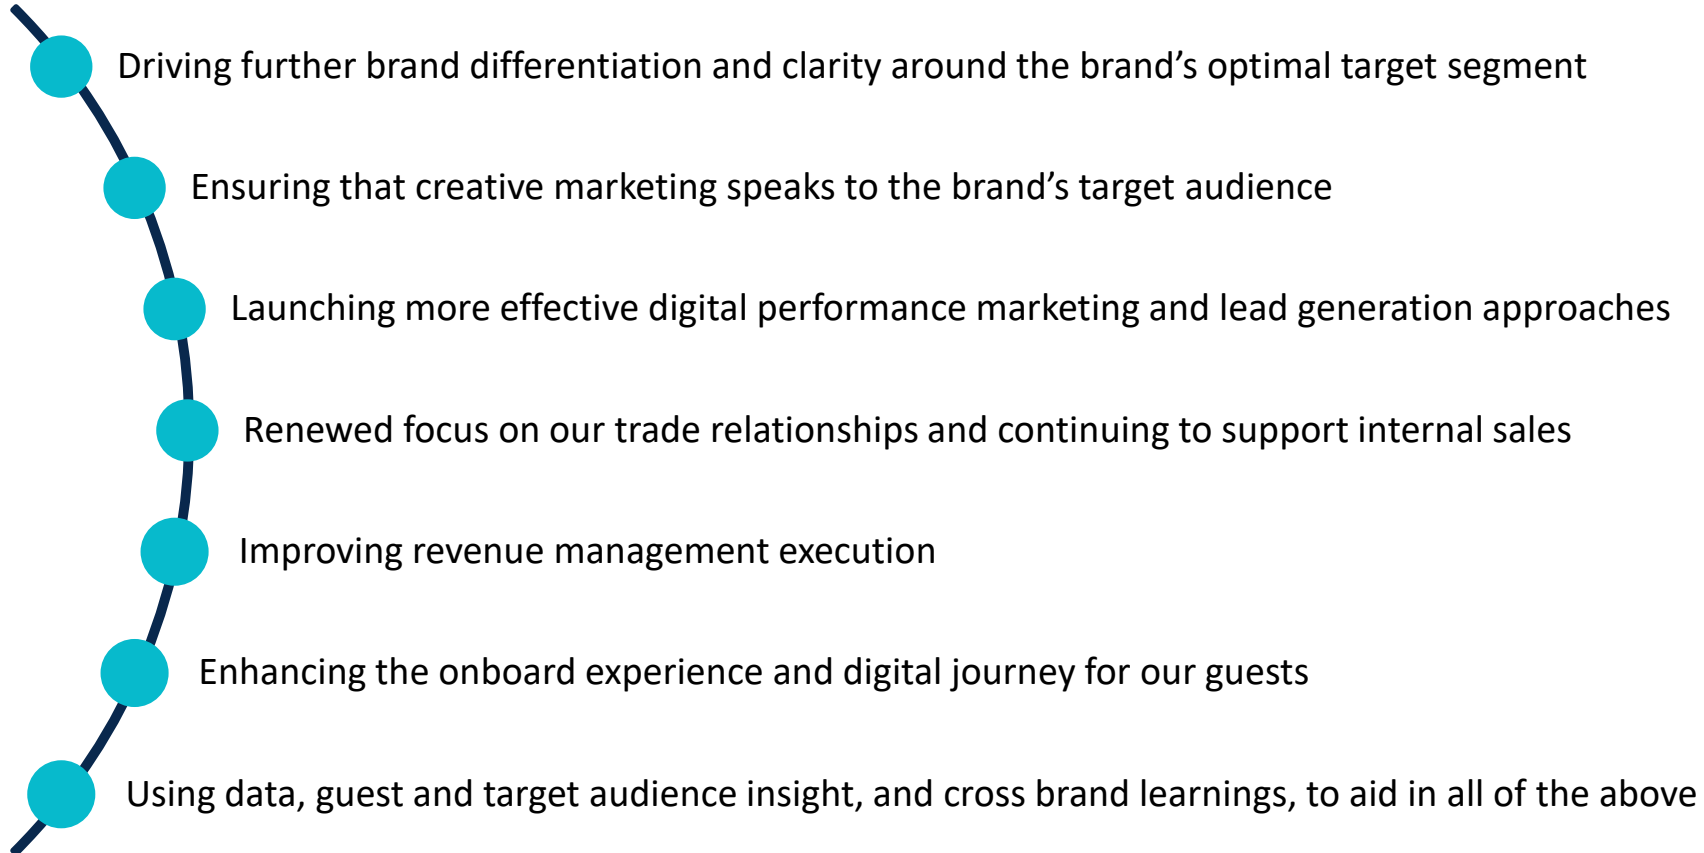 Driving further brand differentiation and clarity around the brand’s optimal target segment
Ensuring that creative marketing speaks to the brand’s target audience
Launching more effective digital performance marketing and lead generation approaches
Renewed focus on our trade relationships and continuing to support internal sales
Improving revenue management execution
Enhancing the onboard experience and digital journey for our guests
Using data, guest and target audience insight, and cross brand learnings, to aid in all of the above